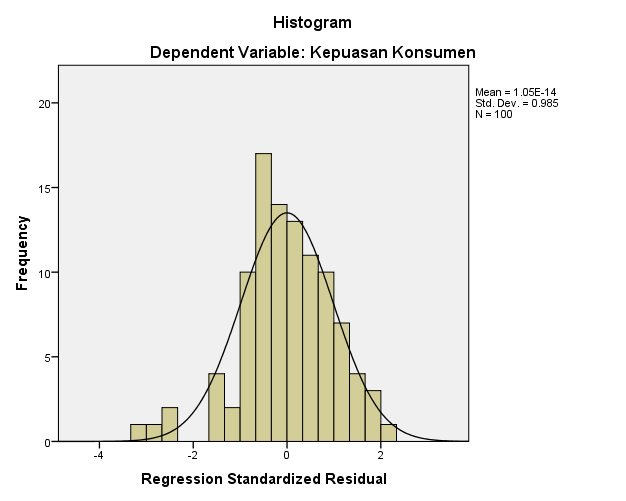 Histogram
Dependent Variable: Kepuasan Konsumen
Mean = 1.05E-14
Std. Dev. = 0.985
N = 100
Frequency
20
15
10
5
0
-4 -2 0 2
Regression Standardized Residual